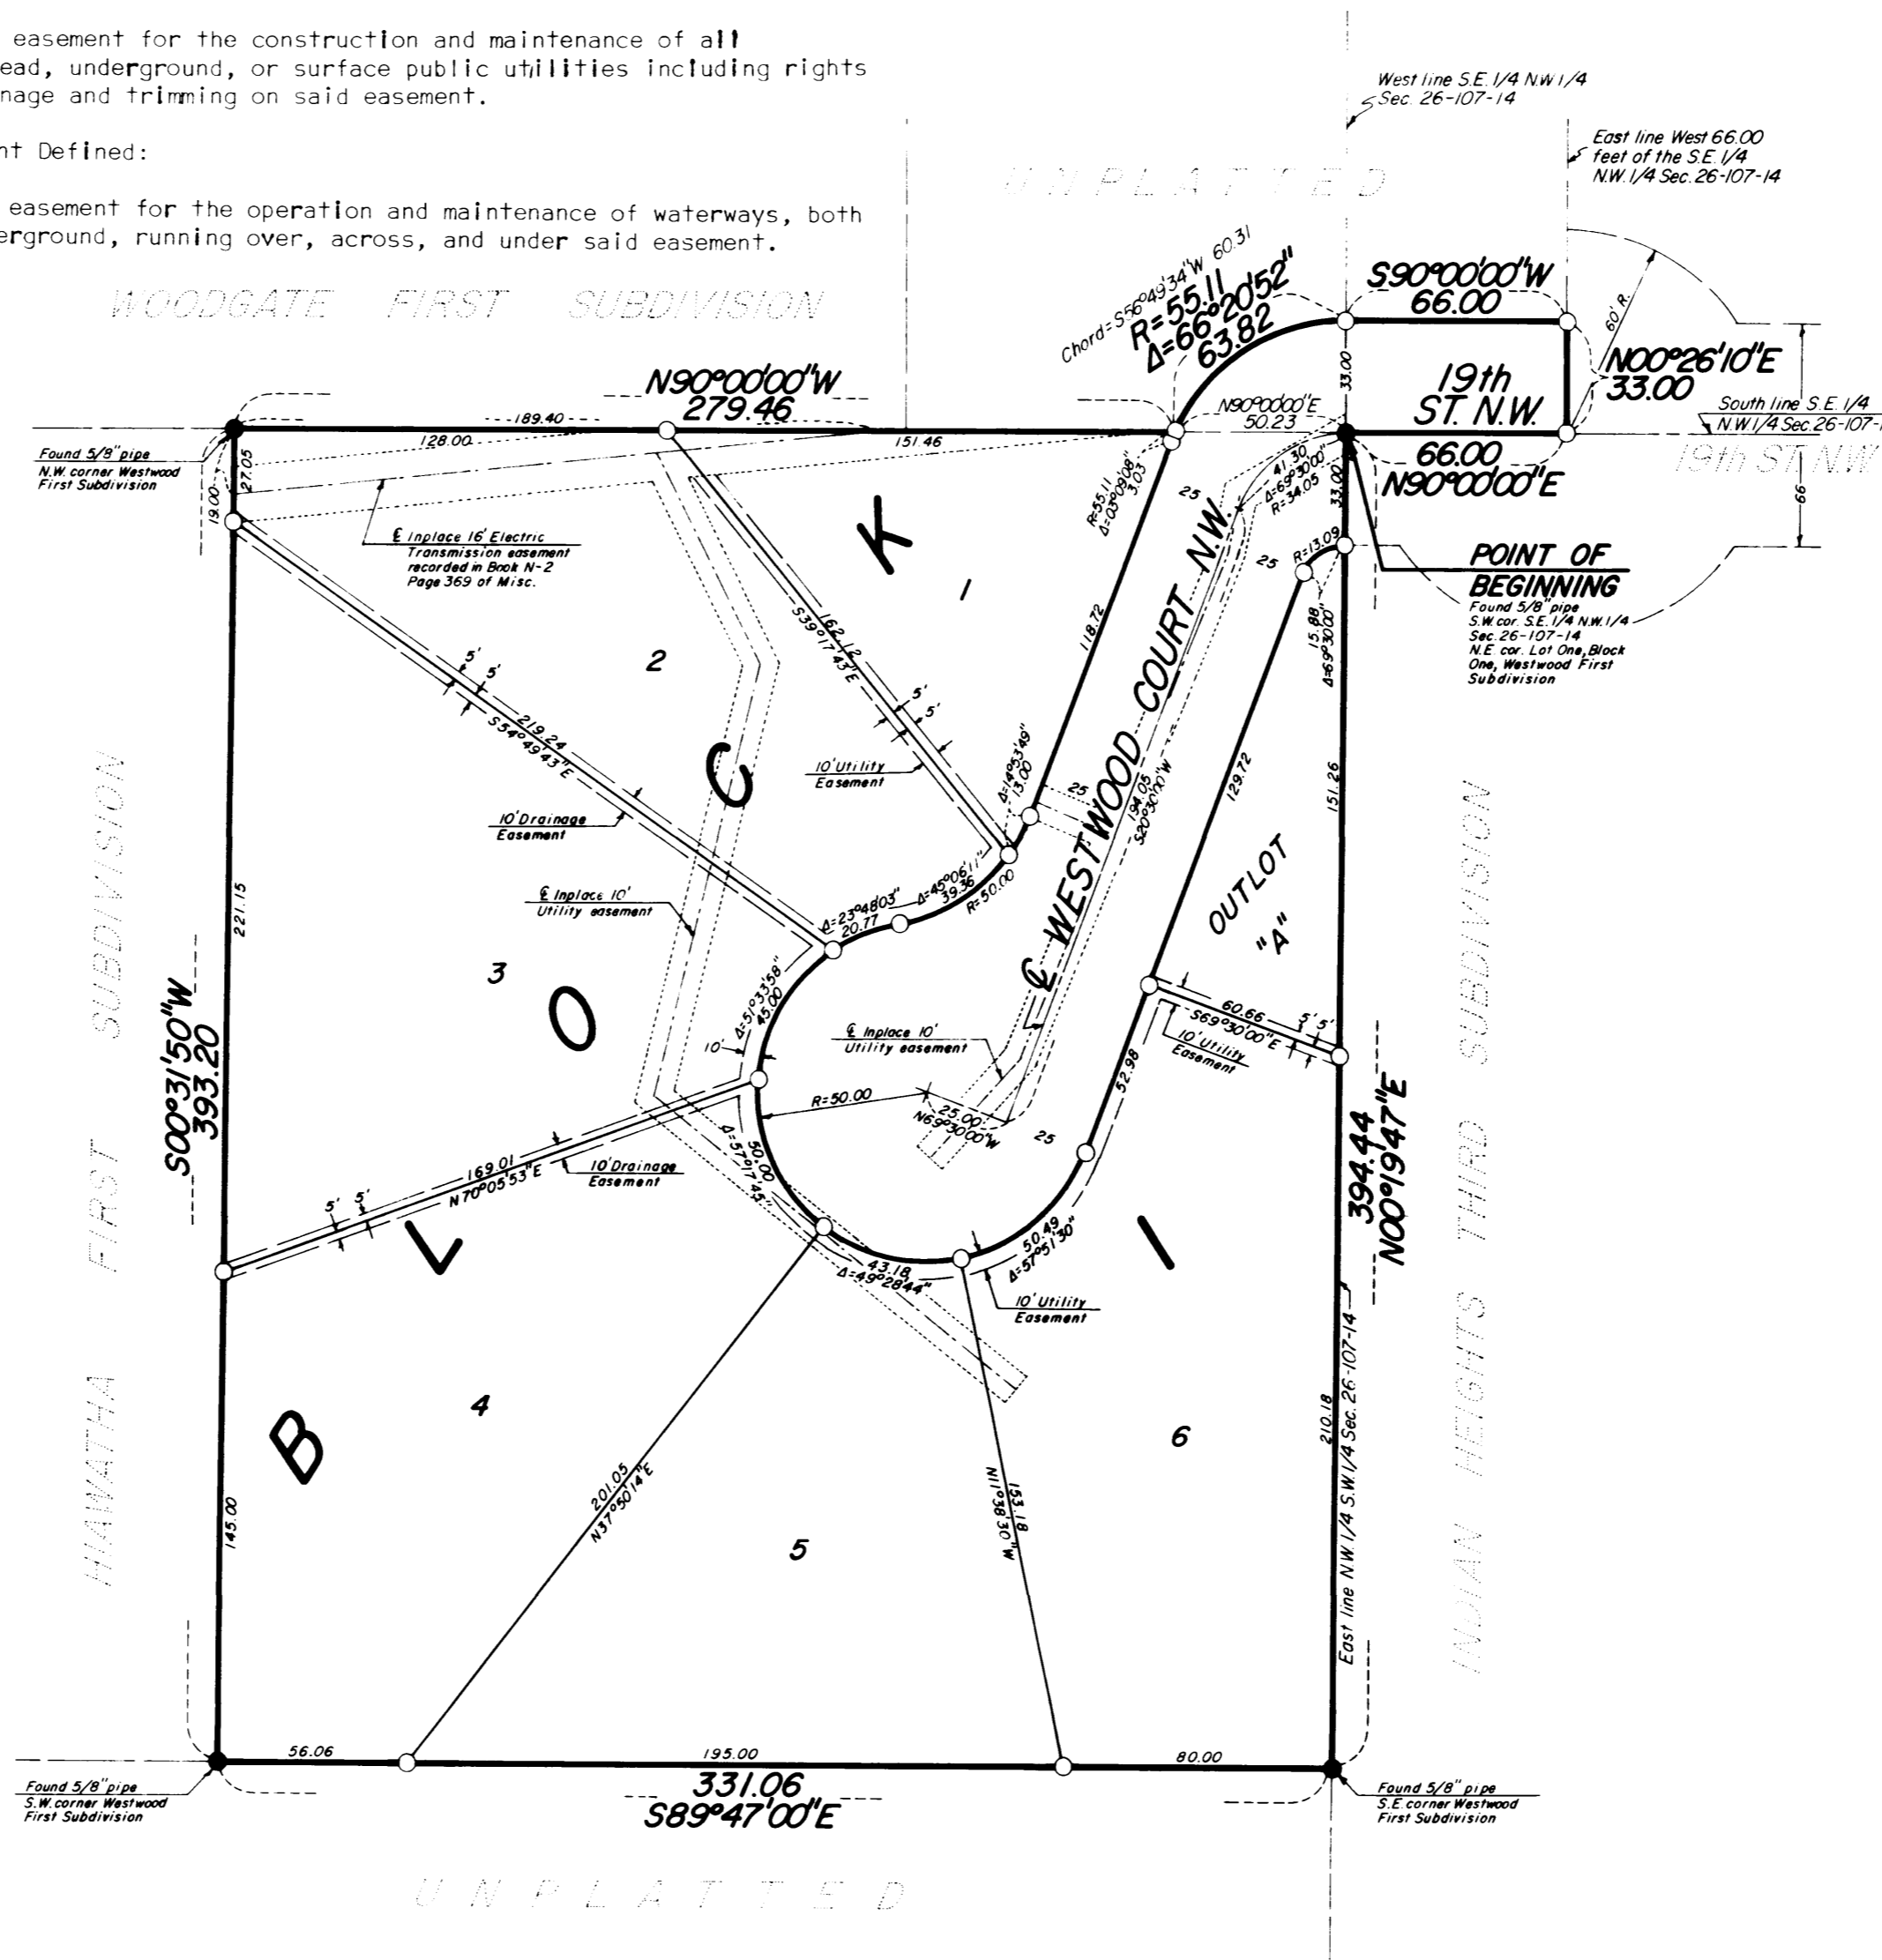 easement for the construction and maintenance of all
ead, underground, or surface public utilities including rights
nage and trimming on said easement.
nt Defined:
easement for the operation and maintenance of waterways, both
erground, running over, across, and under said easement.
West line S.E. 1/4 N.W 1/4
Sec. 26-107-14
East line West 66.00
feet of the S.E. 1/4
N.W. 1/4 Sec. 26-107-14
UNPLATTED
WOODGATE FIRST SUBDIVISION
Chord=S56°49'34"W 60.31
R=55.11
Δ=66°20'52"
63.82
S90°00'00"W
66.00
60' R.
N00°26'10"E
33.00
33.00
19th
ST. N.W.
South line S.E. 1/4
N.W 1/4 Sec. 26-107-1
19th ST. N.W
66
66.00
N90°00'00"E
N90°00'00"W
279.46
189.40
128.00
151.46
N90°00'00"E
50.23
Found 5/8" pipe
N.W. corner Westwood
First Subdivision
27.05
19.00
℄ Inplace 16' Electric
Transmission easement
recorded in Book N-2
Page 369 of Misc.
R=55.11
Δ=03°09'08"
3.03
25
41.30
Δ=69°30'00"
R=34.05
33.00
25
R=13.09
15.88
Δ=69°30'00"
POINT OF
BEGINNING
Found 5/8" pipe
S.W. cor. S.E. 1/4 N.W. 1/4
Sec. 26-107-14
N.E. cor. Lot One, Block
One, Westwood First
Subdivision
K
1
2
162.12
S39°17'43"E
118.72
5'
5'
219.24
S54°49'43"E
5'
5'
10' Utility
Easement
Δ=14°53'49"
13.00
25
C
10' Drainage
Easement
℄ WESTWOOD COURT N.W.
194.05
S20°30'00"W
129.72
151.26
HIAWATHA FIRST SUBDIVISION
INDIAN HEIGHTS THIRD SUBDIVISION
221.15
℄ Inplace 10'
Utility easement
Δ=23°48'03"
20.77
Δ=45°06'11"
39.36
R=50.00
OUTLOT
"A"
3
O
S00°31'50"W
393.20
Δ=51°33'58"
45.00
10'
℄ Inplace 10'
Utility easement
60.66
S69°30'00"E
5'
5'
10' Utility
Easement
52.98
R=50.00
25.00
N69°30'00"W
25
394.44
N00°19'47"E
169.01
N70°05'53"E
5'
5'
10' Drainage
Easement
50.00
Δ=57°17'45"
L
43.18
Δ=49°28'44"
50.49
Δ=57°51'30"
10' Utility
Easement
1
East line N.W. 1/4 S.W. 1/4 Sec. 26-107-14
210.18
4
B
6
201.05
N37°50'14"E
153.18
N11°38'30"W
145.00
5
56.06
195.00
80.00
331.06
S89°47'00"E
Found 5/8" pipe
S.W. corner Westwood
First Subdivision
Found 5/8" pipe
S.E. corner Westwood
First Subdivision
UNPLATTED